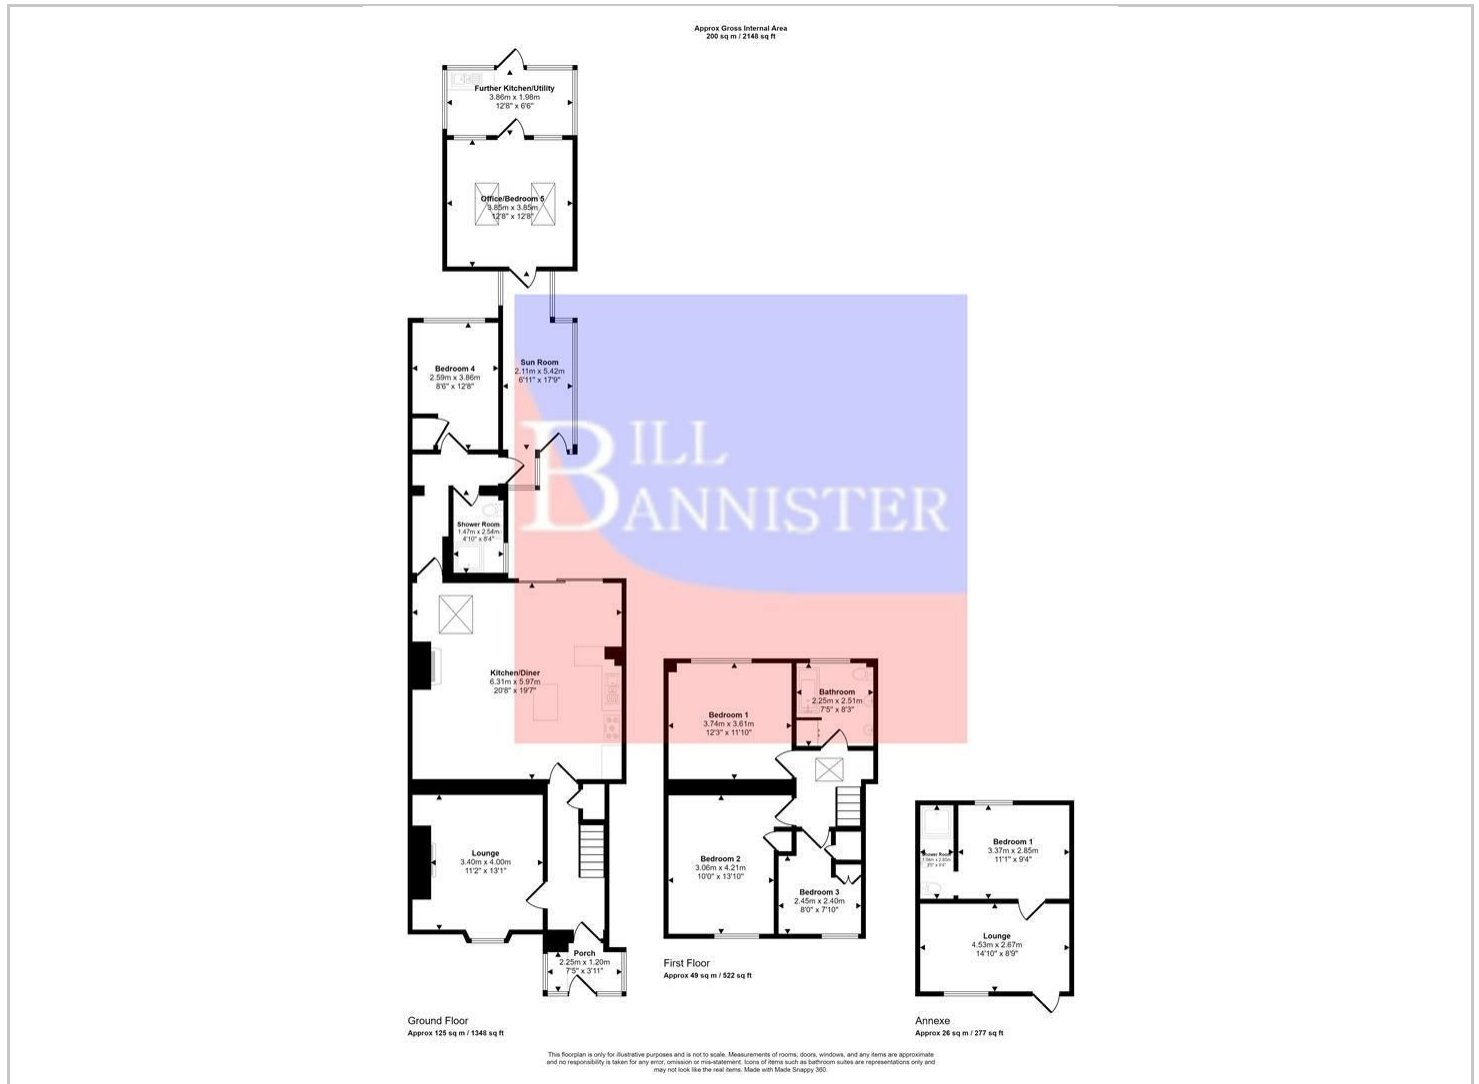 Approx Gross Internal Area
200 sq m / 2148 sq ft
Further Kitchen/Utility
3.86m x 1.98m
12'8" x 6'6"
Office/Bedroom 5
3.85m x 3.85m
12'8" x 12'8"
Bedroom 4
2.59m x 3.86m
8'6" x 12'8"
Sun Room
2.11m x 5.42m
6'11" x 17'9"
BILL
BANNISTER
Shower Room
1.47m x 2.54m
4'10" x 8'4"
Kitchen/Diner
6.31m x 5.97m
20'8" x 19'7"
Lounge
3.40m x 4.00m
11'2" x 13'1"
Porch
2.25m x 1.20m
7'5" x 3'11"
Ground Floor
Approx 125 sq m / 1348 sq ft
Bedroom 1
3.74m x 3.61m
12'3" x 11'10"
Bathroom
2.25m x 2.51m
7'5" x 8'3"
Bedroom 2
3.06m x 4.21m
10'0" x 13'10"
Bedroom 3
2.45m x 2.40m
8'0" x 7'10"
First Floor
Approx 49 sq m / 522 sq ft
Shower Room
Bedroom 1
3.37m x 2.85m
11'1" x 9'4"
Lounge
4.53m x 2.67m
14'10" x 8'9"
Annexe
Approx 26 sq m / 277 sq ft
This floorplan is only for illustrative purposes and is not to scale. Measurements of rooms, doors, windows, and any items are approximate
and no responsibility is taken for any error, omission or mis-statement. Icons of items such as bathroom suites are representations only and
may not look like the real items. Made with Made Snappy 360.